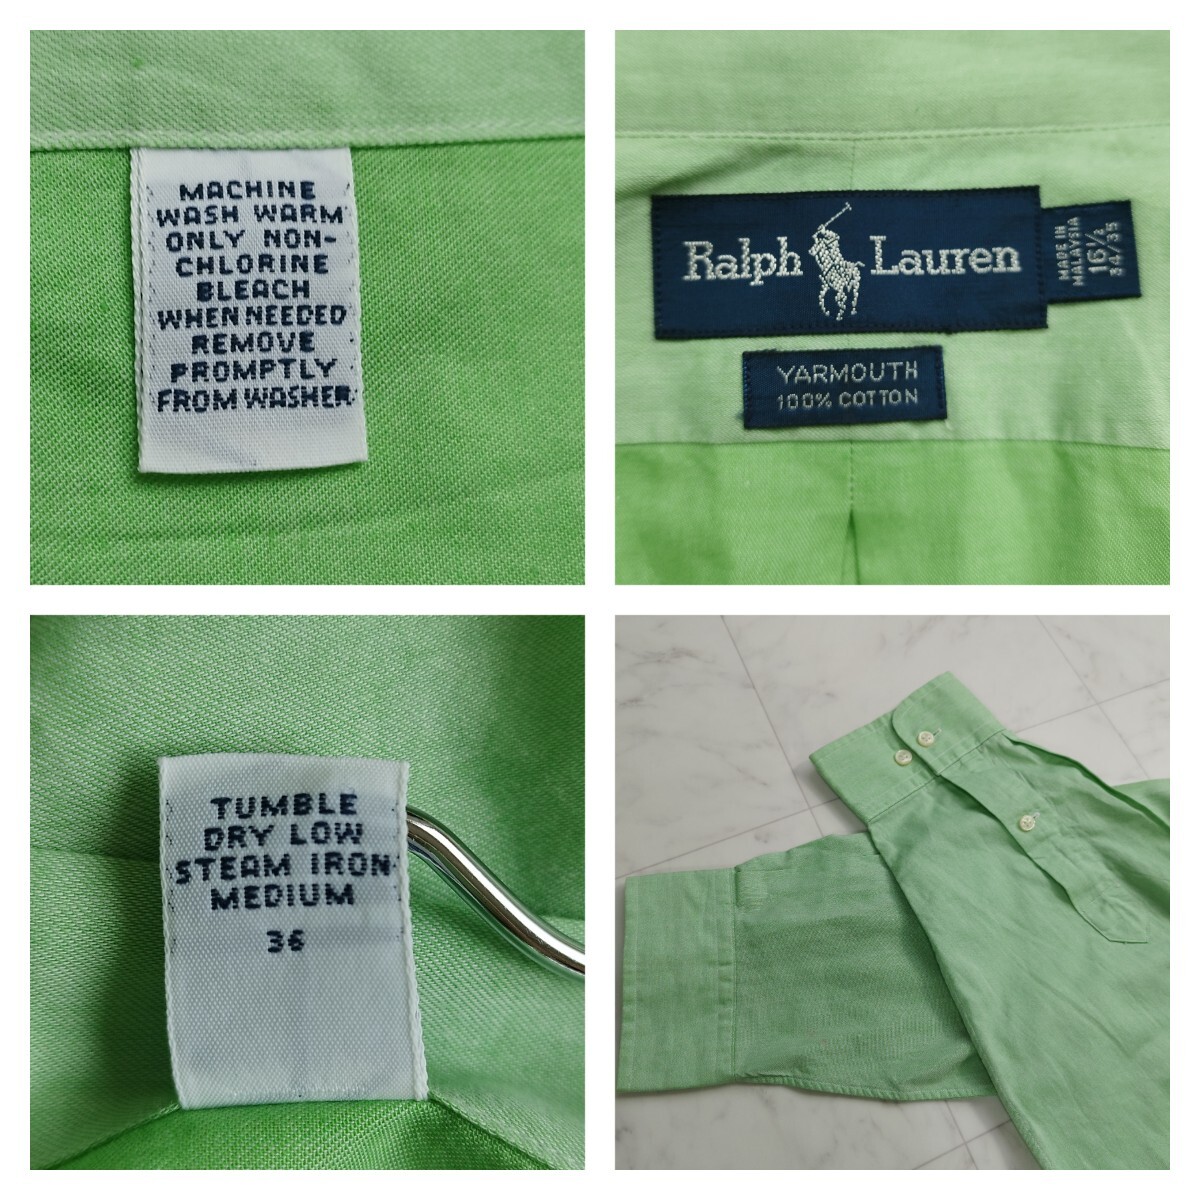 MACHINE
WASH WARM
ONLY NON-
CHLORINE
BLEACH
WHEN NEEDED
REMOVE
PROMPTLY
FROM WASHER
Ralph Lauren
MADE IN
MALAYSIA
16½
34/35
YARMOUTH
100% COTTON
TUMBLE
DRY LOW
STEAM IRON
MEDIUM
36